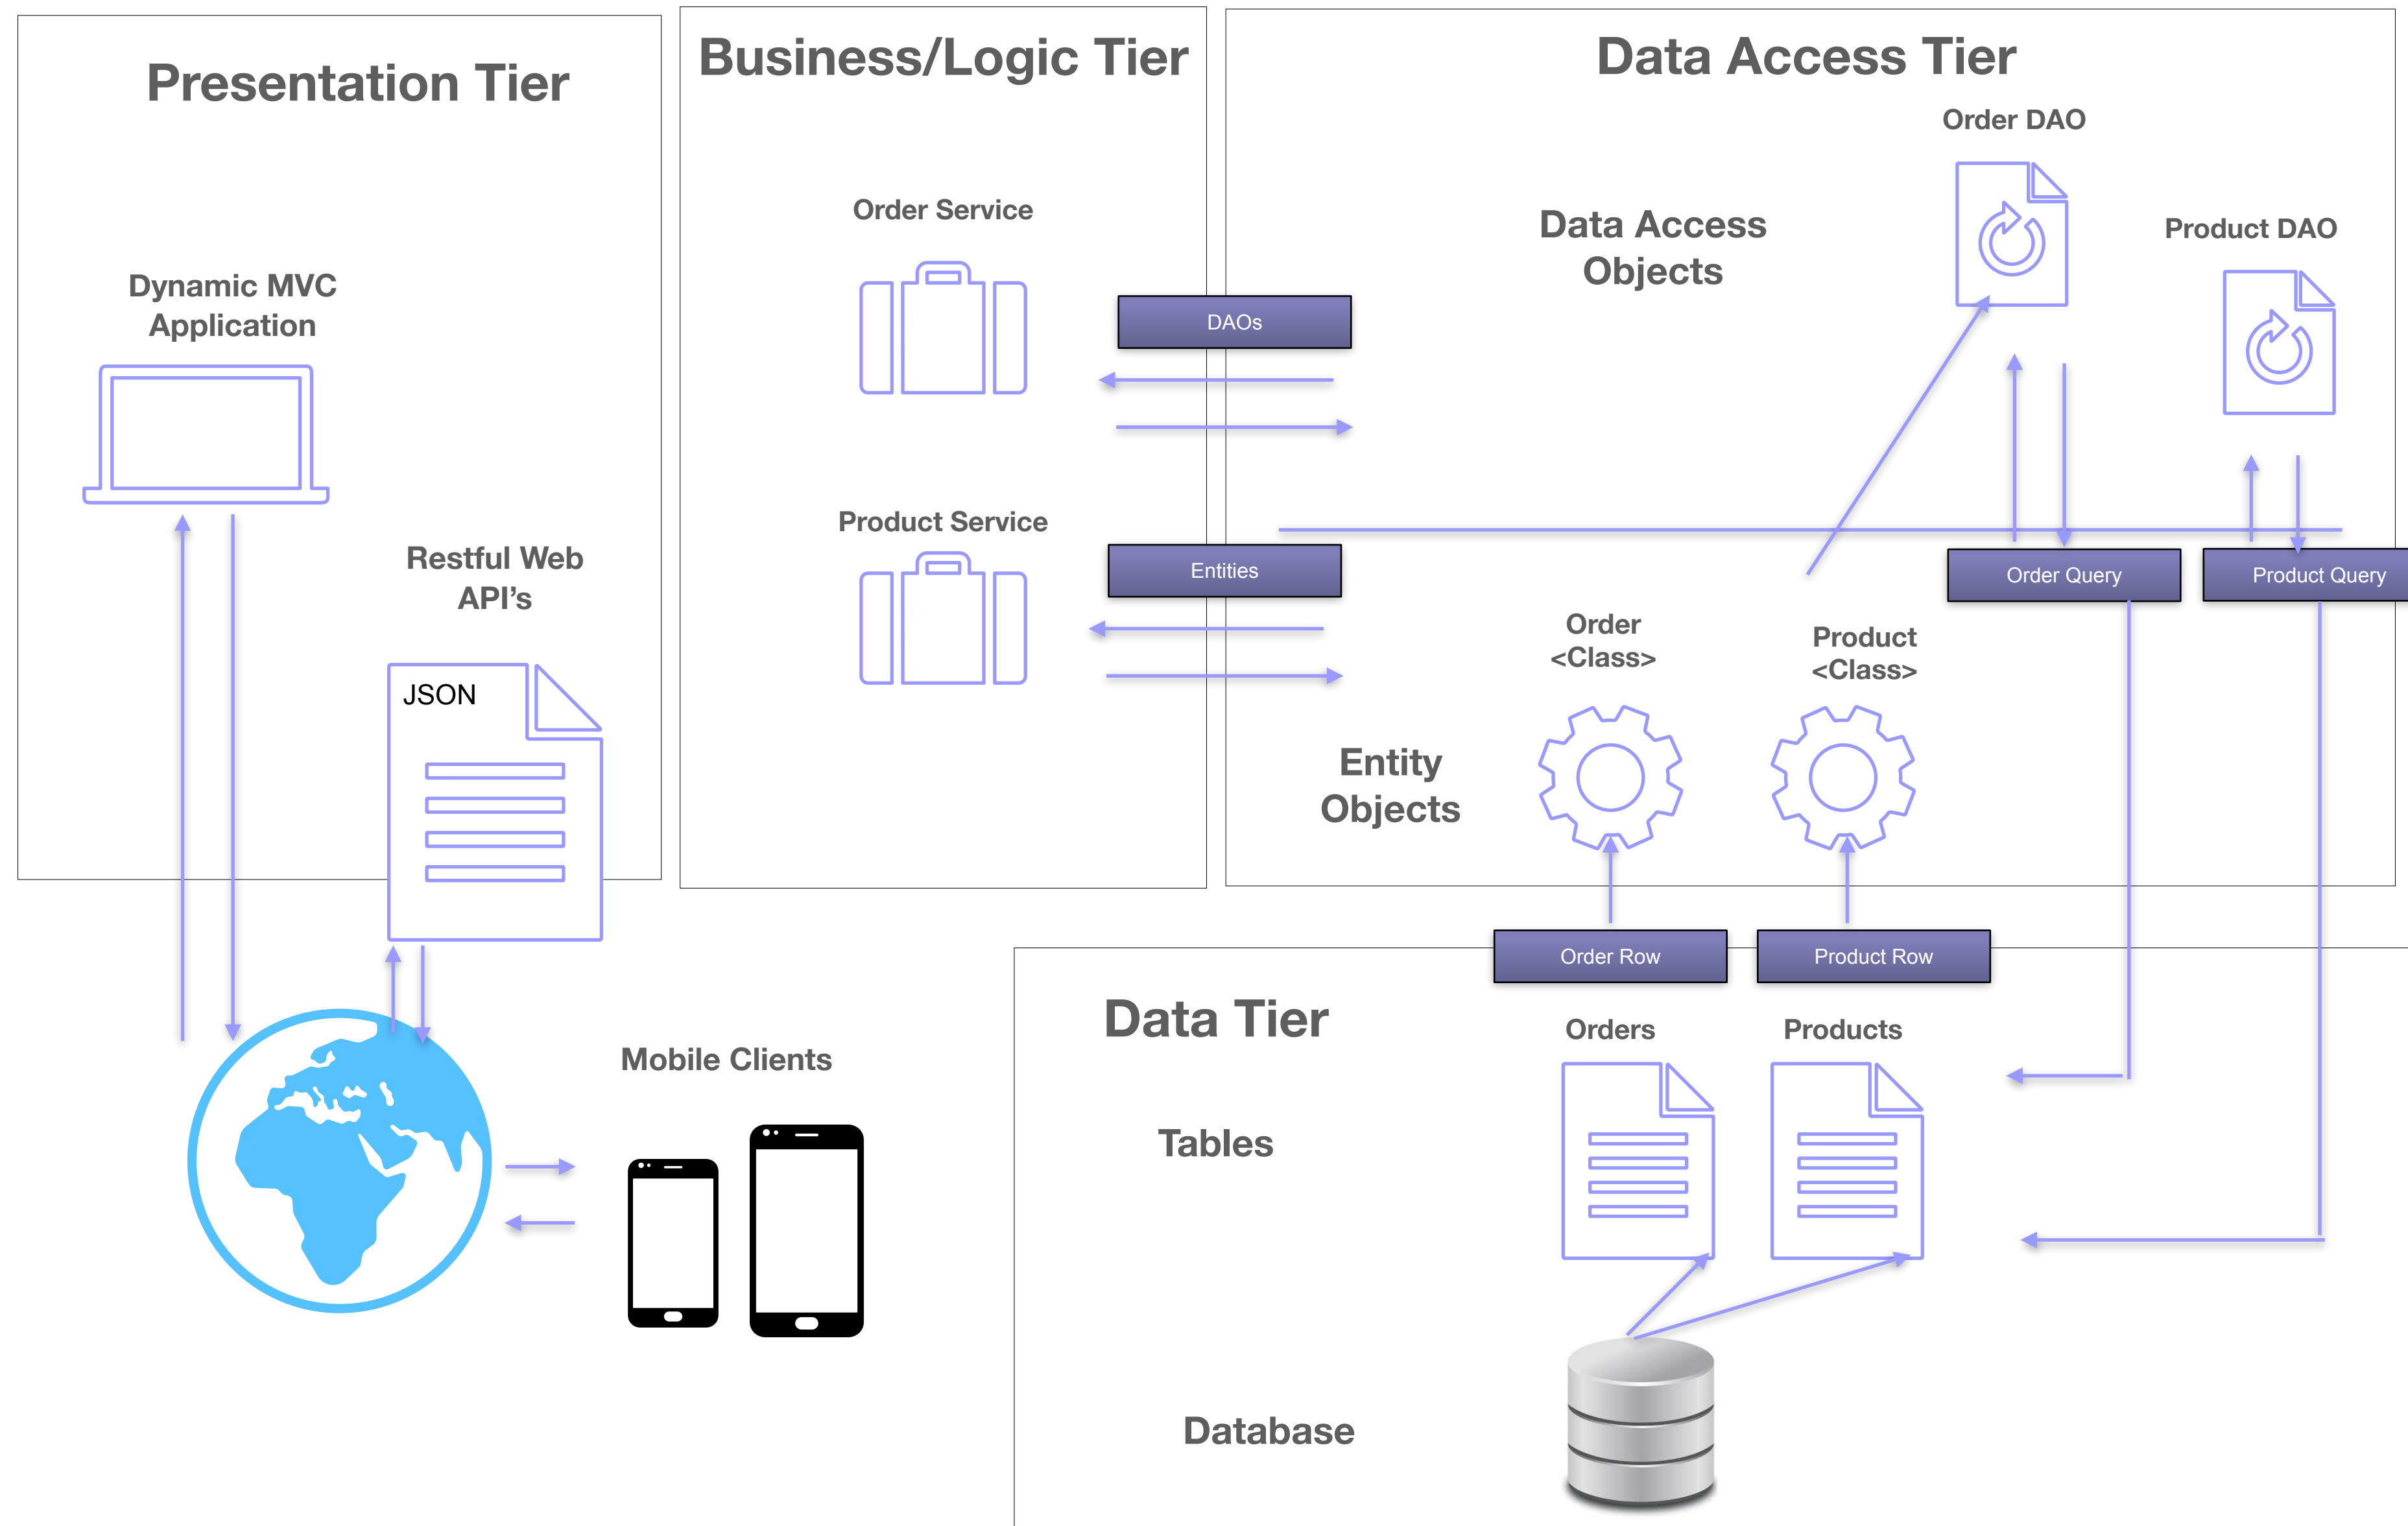 Presentation Tier
Dynamic MVC
Application
Restful Web
API’s
JSON
Mobile Clients
Business/Logic Tier
Order Service
Product Service
DAOs
Entities
Data Access Tier
Data Access
Objects
Order DAO
Product DAO
Order Query
Product Query
Order
<Class>
Product
<Class>
Entity
Objects
Order Row
Product Row
Data Tier
Orders
Products
Tables
Database